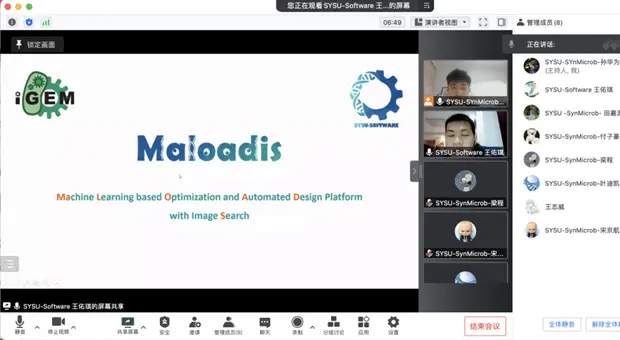 您正在观看SYSU-Software 王...的屏幕
06:49
演讲者视图
管理成员(8)
锁定画面
正在讲话:
iGEM
SYSU-SOFTWARE
Maloadis
Machine Learning based Optimization and Automated Design Platform
with Image Search
SYSU-SYnMicrob-...
SYSU-Software 王佑琪
SYSU-SynMicrob-梁程
SYSU-SynMicrob-宋...
SYSU-SYnMicrob-孙华为
(主持人, 我)
SYSU-Software 王佑琪
SYSU -SynMicrob- 田嘉
SYSU-SynMicrob-付子豪
SYSU-SynMicrob-梁程
SYSU-SynMicrob-叶迪凯
王志威
SYSU-SynMicrob-宋京航
SYSU-Software 王佑琪的屏幕共享
静音
停止视频
共享屏幕
安全
邀请
管理成员(8)
聊天
录制
分组讨论
应用
设置
结束会议
全体静音
解除全体